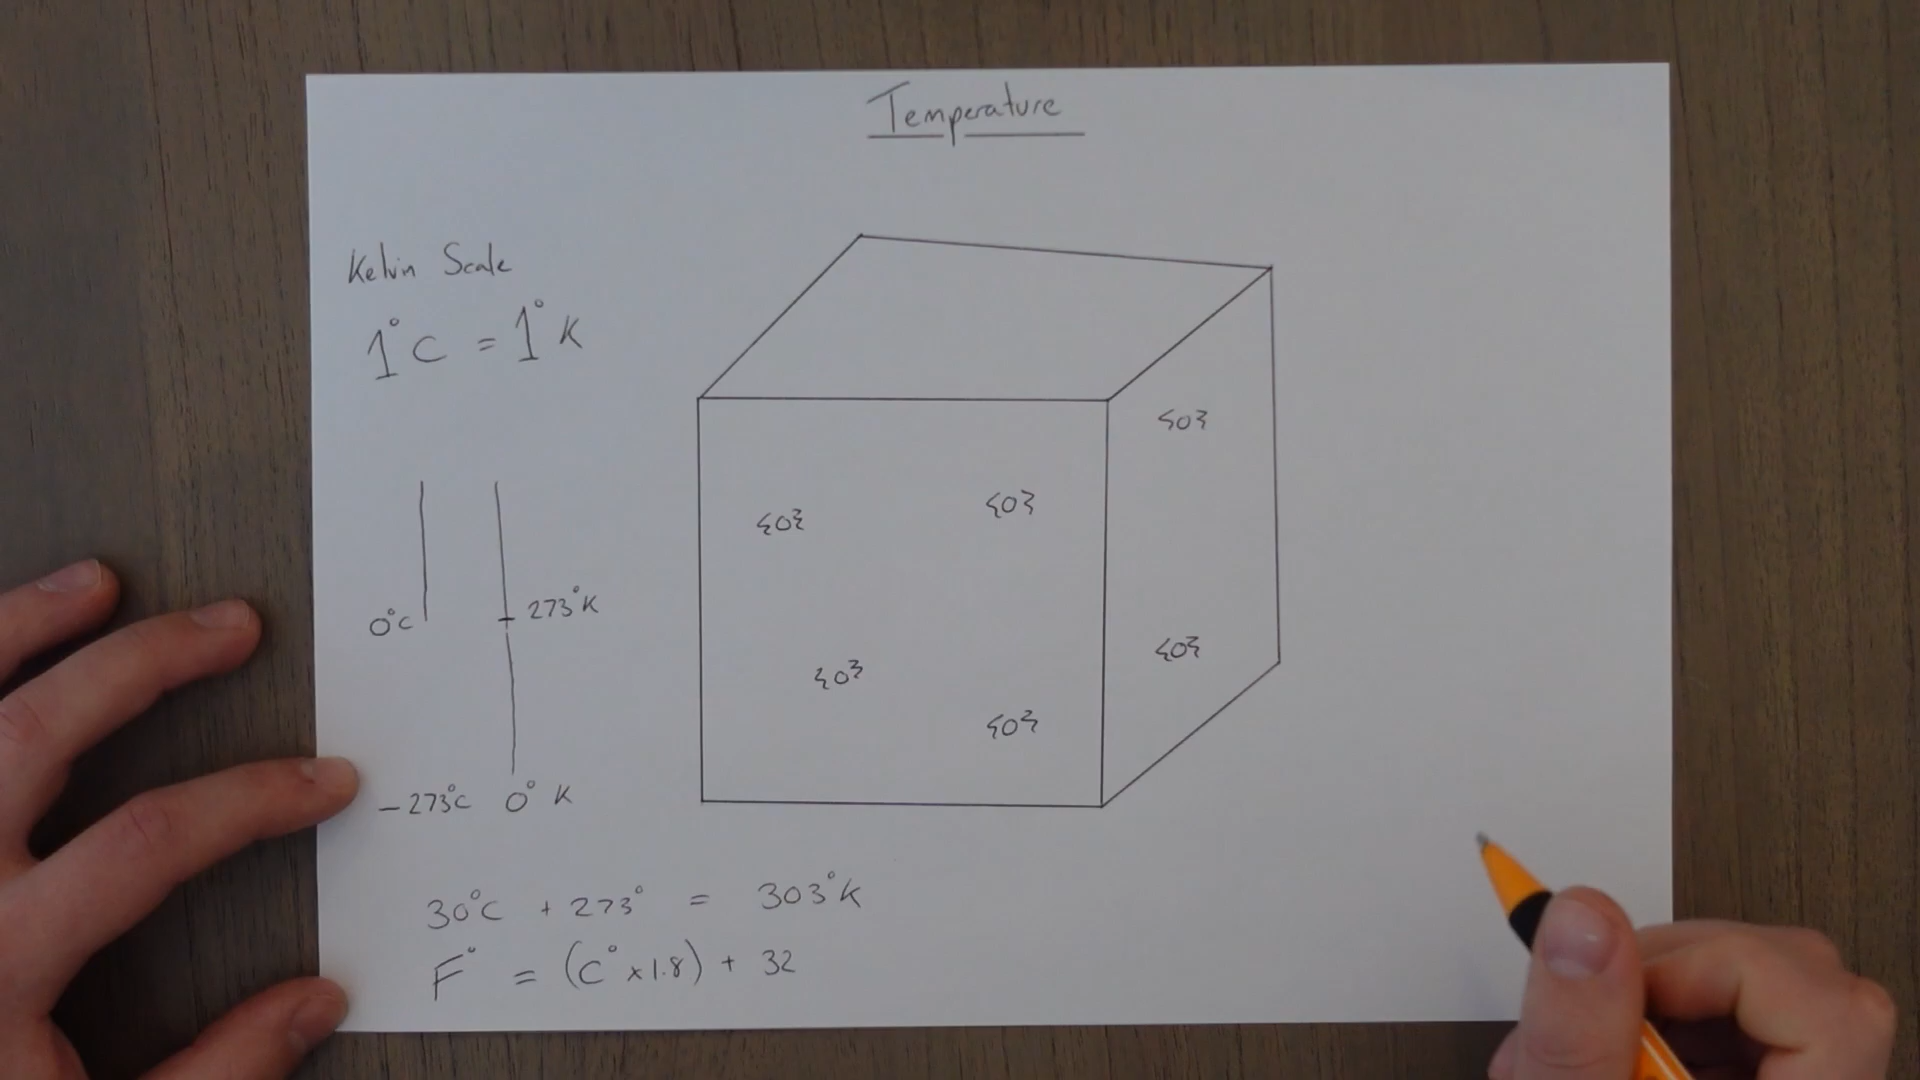 Temperature
Kelvin Scale
1°C = 1°K
0°C
273°K
-273°C
0° K
30°C + 273° = 303°K
F° = (C° x 1.8) + 32